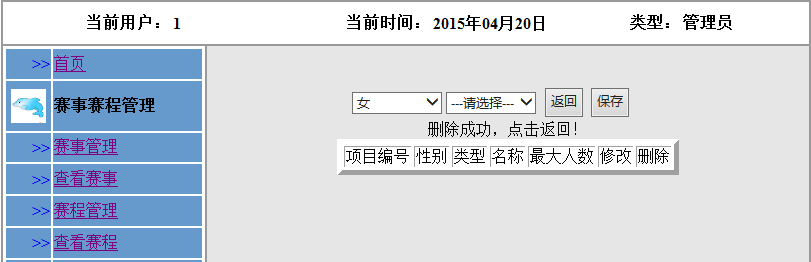 当前用户：1 当前时间：2015年04月20日 类型：管理员
>> 首页
赛事赛程管理
>> 赛事管理
>> 查看赛事
>> 赛程管理
>> 查看赛程
女 ---请选择--- 返回 保存
删除成功，点击返回！
项目编号 性别 类型 名称 最大人数 修改 删除